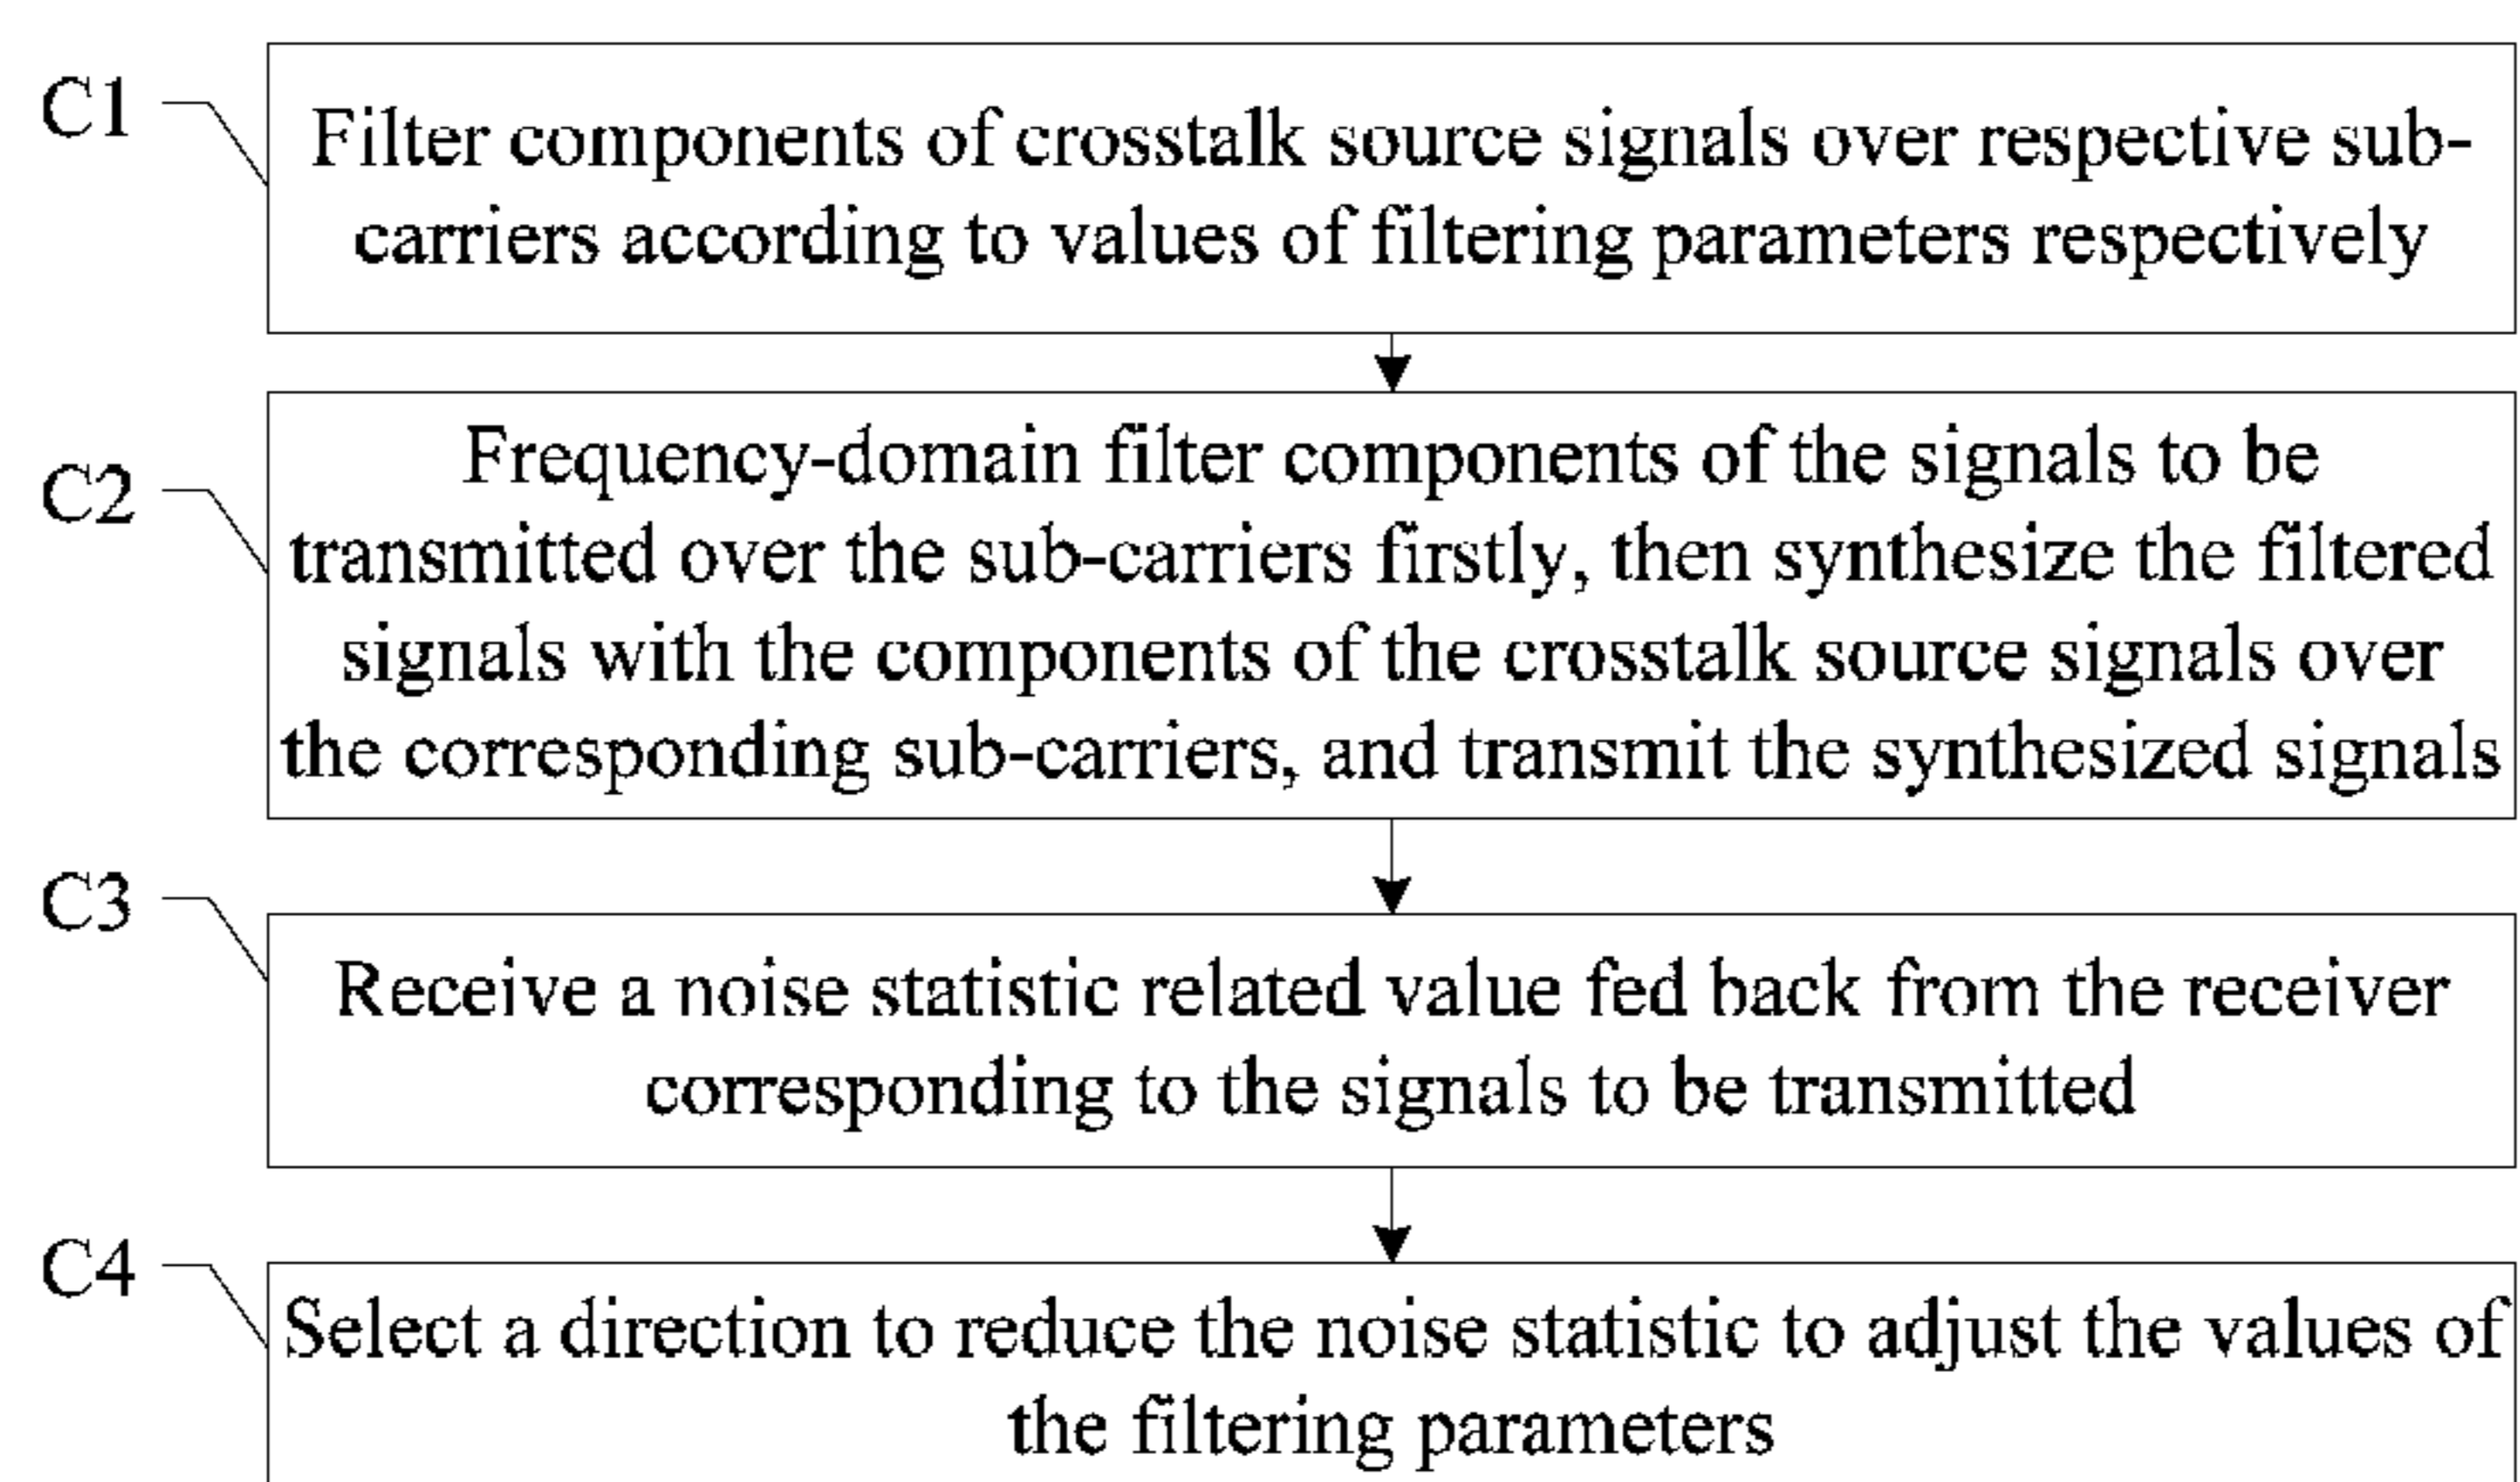 C1
Filter components of crosstalk source signals over respective sub-
carriers according to values of filtering parameters respectively
C2
Frequency-domain filter components of the signals to be
transmitted over the sub-carriers firstly, then synthesize the filtered
signals with the components of the crosstalk source signals over
the corresponding sub-carriers, and transmit the synthesized signals
C3
Receive a noise statistic related value fed back from the receiver
corresponding to the signals to be transmitted
C4
Select a direction to reduce the noise statistic to adjust the values of
the filtering parameters